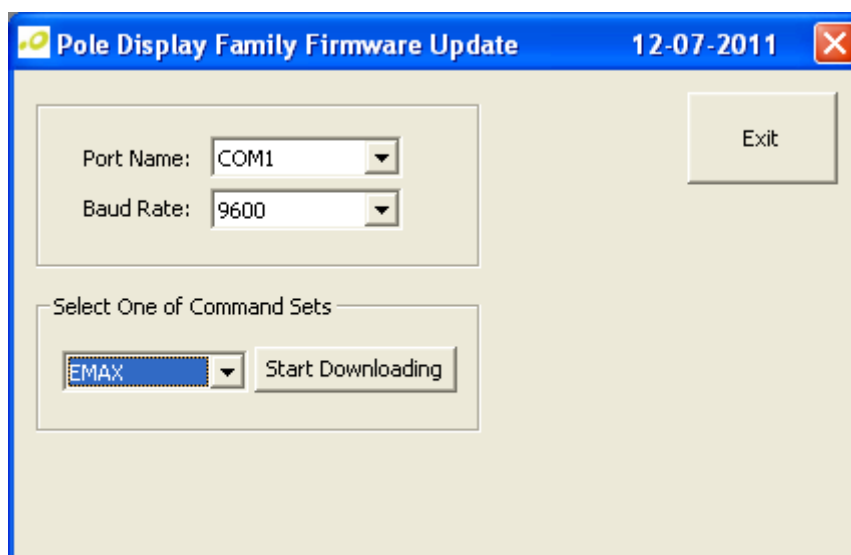 Pole Display Family Firmware Update 12-07-2011
Exit
Port Name: COM1
Baud Rate: 9600
Select One of Command Sets
EMAX Start Downloading